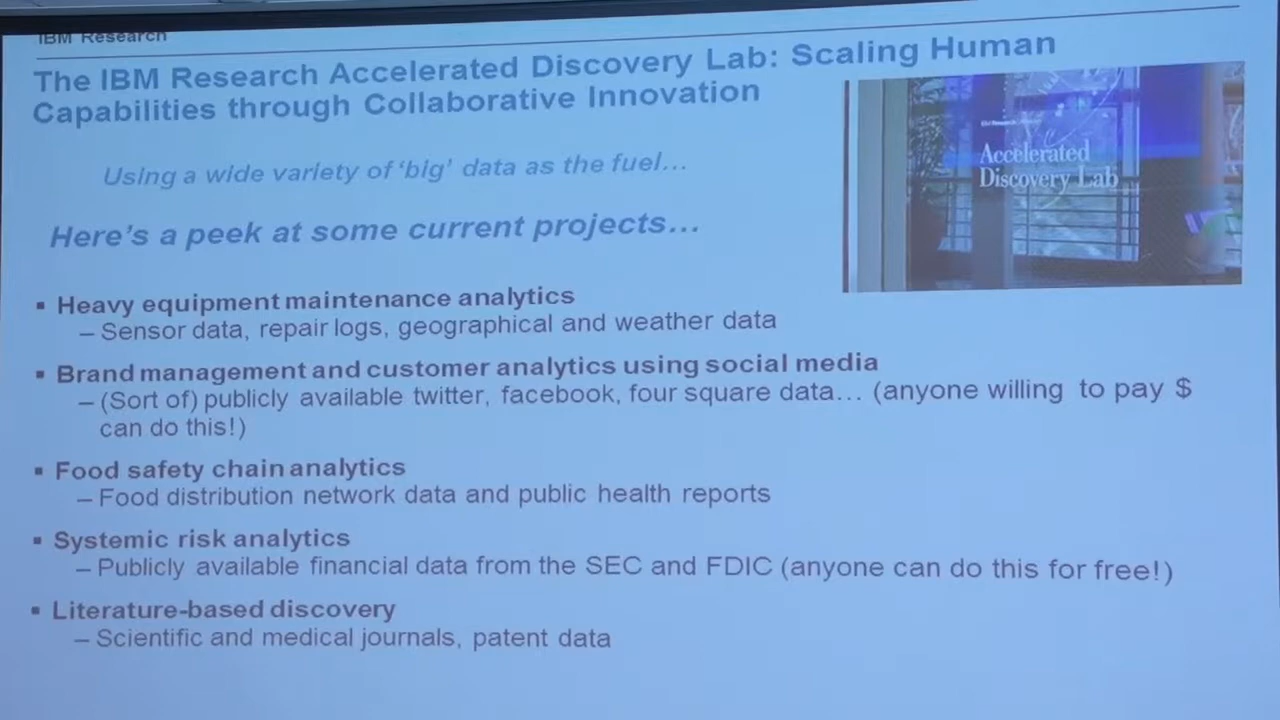 IBM Research
The IBM Research Accelerated Discovery Lab: Scaling Human
Capabilities through Collaborative Innovation
Using a wide variety of ‘big’ data as the fuel…
Here’s a peek at some current projects…
Accelerated
Discovery Lab
▪ Heavy equipment maintenance analytics
– Sensor data, repair logs, geographical and weather data
▪ Brand management and customer analytics using social media
– (Sort of) publicly available twitter, facebook, four square data… (anyone willing to pay $
can do this!)
▪ Food safety chain analytics
– Food distribution network data and public health reports
▪ Systemic risk analytics
– Publicly available financial data from the SEC and FDIC (anyone can do this for free!)
▪ Literature-based discovery
– Scientific and medical journals, patent data